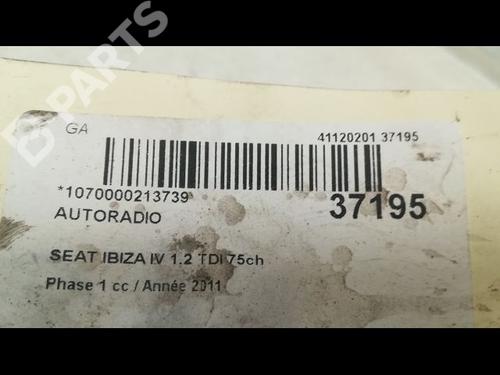 GA
41120201 37195
*1070000213739
37195
AUTORADIO
SEAT IBIZA IV 1.2 TDI 75ch
Phase 1 cc / Année 2011
B-PARTS